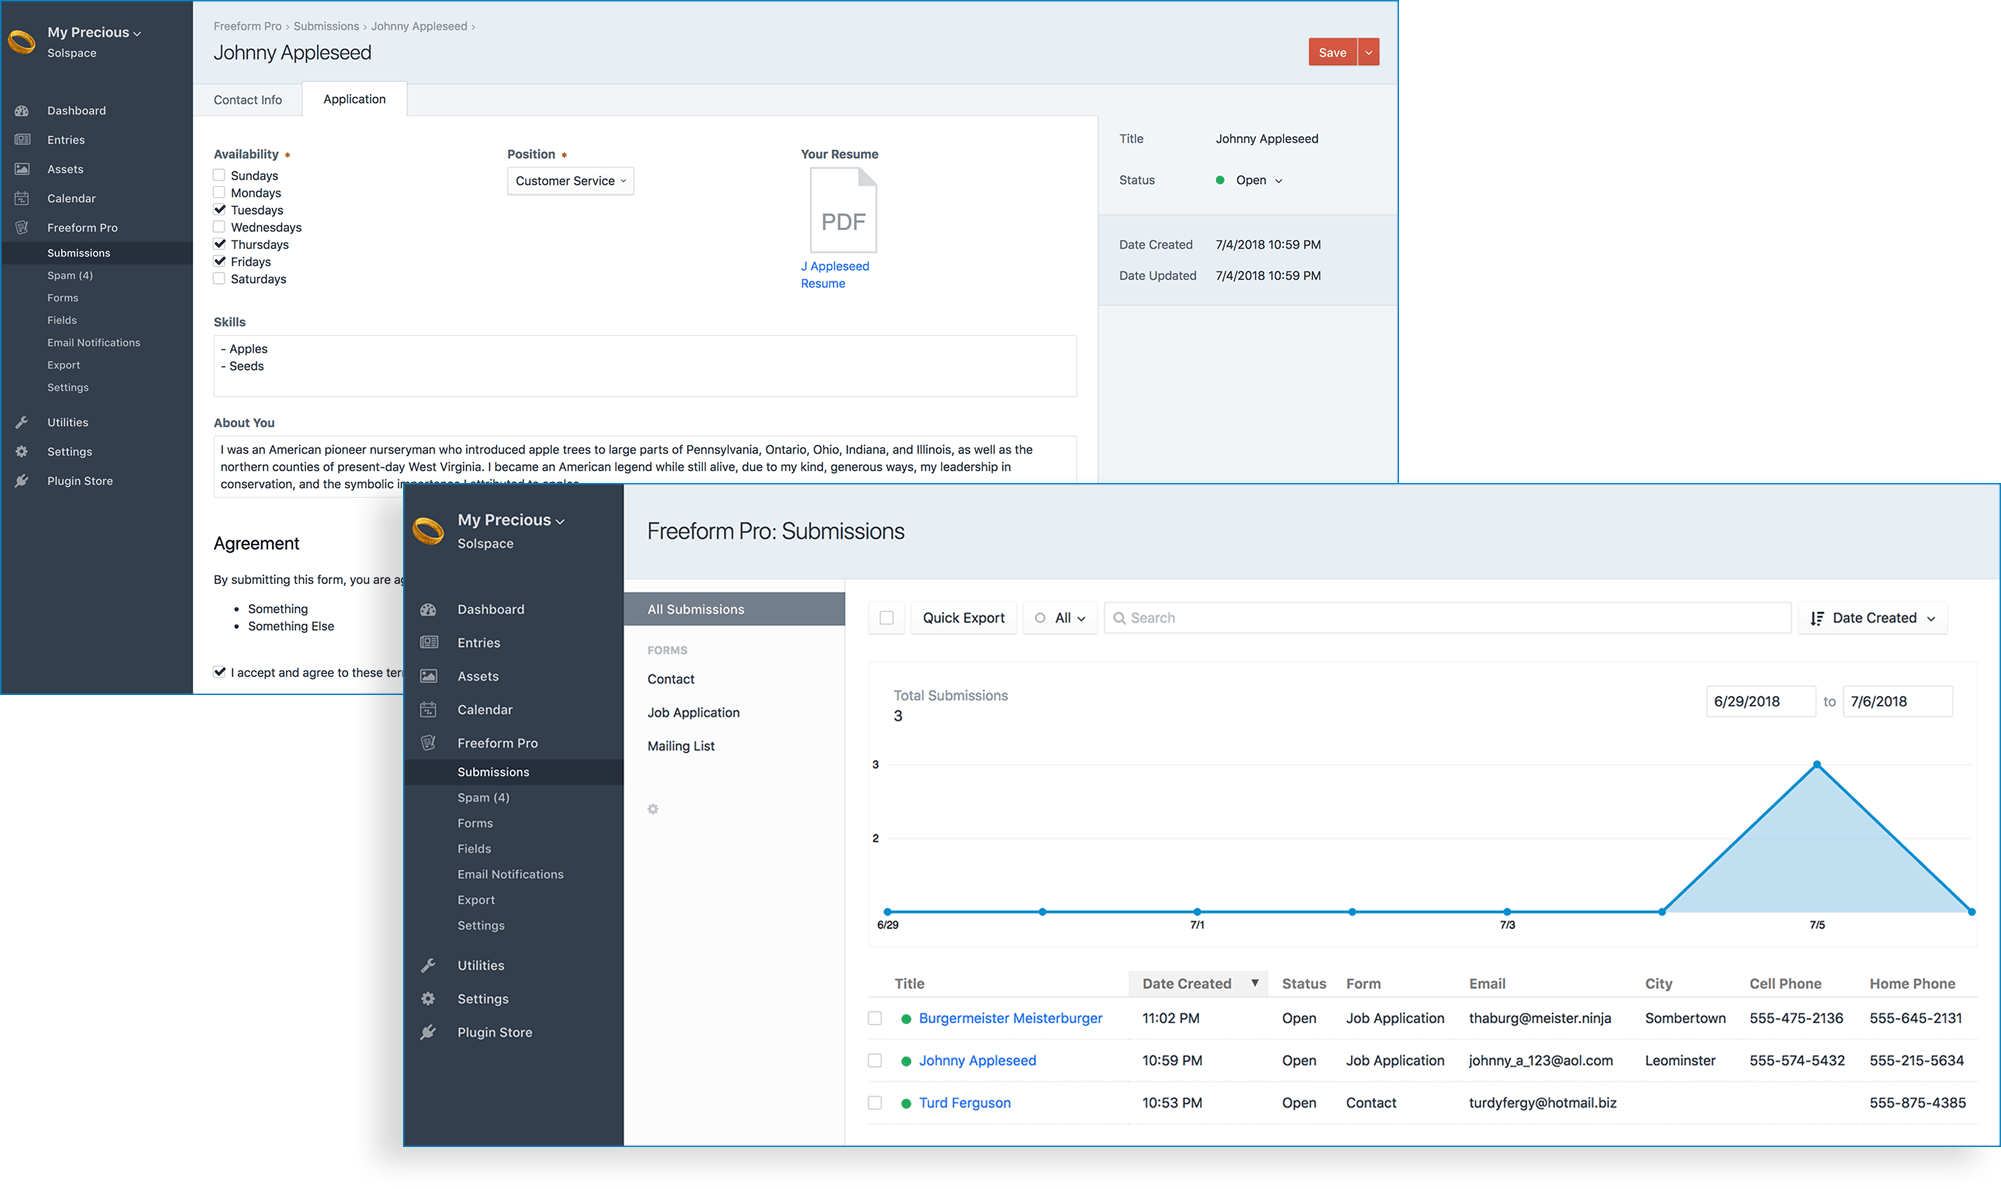 My Precious
Solspace
Dashboard
Entries
Assets
Calendar
Freeform Pro
Submissions
Spam (4)
Forms
Fields
Email Notifications
Export
Settings
Utilities
Settings
Plugin Store
Freeform Pro › Submissions › Johnny Appleseed ›
Johnny Appleseed
Save
Contact Info
Application
Availability *
Sundays
Mondays
Tuesdays
Wednesdays
Thursdays
Fridays
Saturdays
Position *
Customer Service
Your Resume
PDF
J Appleseed
Resume
Skills
- Apples
- Seeds
About You
I was an American pioneer nurseryman who introduced apple trees to large parts of Pennsylvania, Ontario, Ohio, Indiana, and Illinois, as well as the
northern counties of present-day West Virginia. I became an American legend while still alive, due to my kind, generous ways, my leadership in
conservation, and the symbolic importance I attributed to apples.
Agreement
By submitting this form, you are
• Something
• Something Else
I accept and agree to these
Title Johnny Appleseed
Status Open
Date Created 7/4/2018 10:59 PM
Date Updated 7/4/2018 10:59 PM
My Precious
Solspace
Dashboard
Entries
Assets
Calendar
Freeform Pro
Submissions
Spam (4)
Forms
Fields
Email Notifications
Export
Settings
Utilities
Settings
Plugin Store
Freeform Pro: Submissions
All Submissions
FORMS
Contact
Job Application
Mailing List
Quick Export
All
Search
Date Created
Total Submissions
3
6/29/2018 to 7/6/2018
3
2
6/29 7/1 7/3 7/5
Title Date Created Status Form Email City Cell Phone Home Phone
Burgermeister Meisterburger 11:02 PM Open Job Application thaburg@meister.ninja Sombertown 555-475-2136 555-645-2131
Johnny Appleseed 10:59 PM Open Job Application johnny_a_123@aol.com Leominster 555-574-5432 555-215-5634
Turd Ferguson 10:53 PM Open Contact turdyfergy@hotmail.biz 555-875-4385